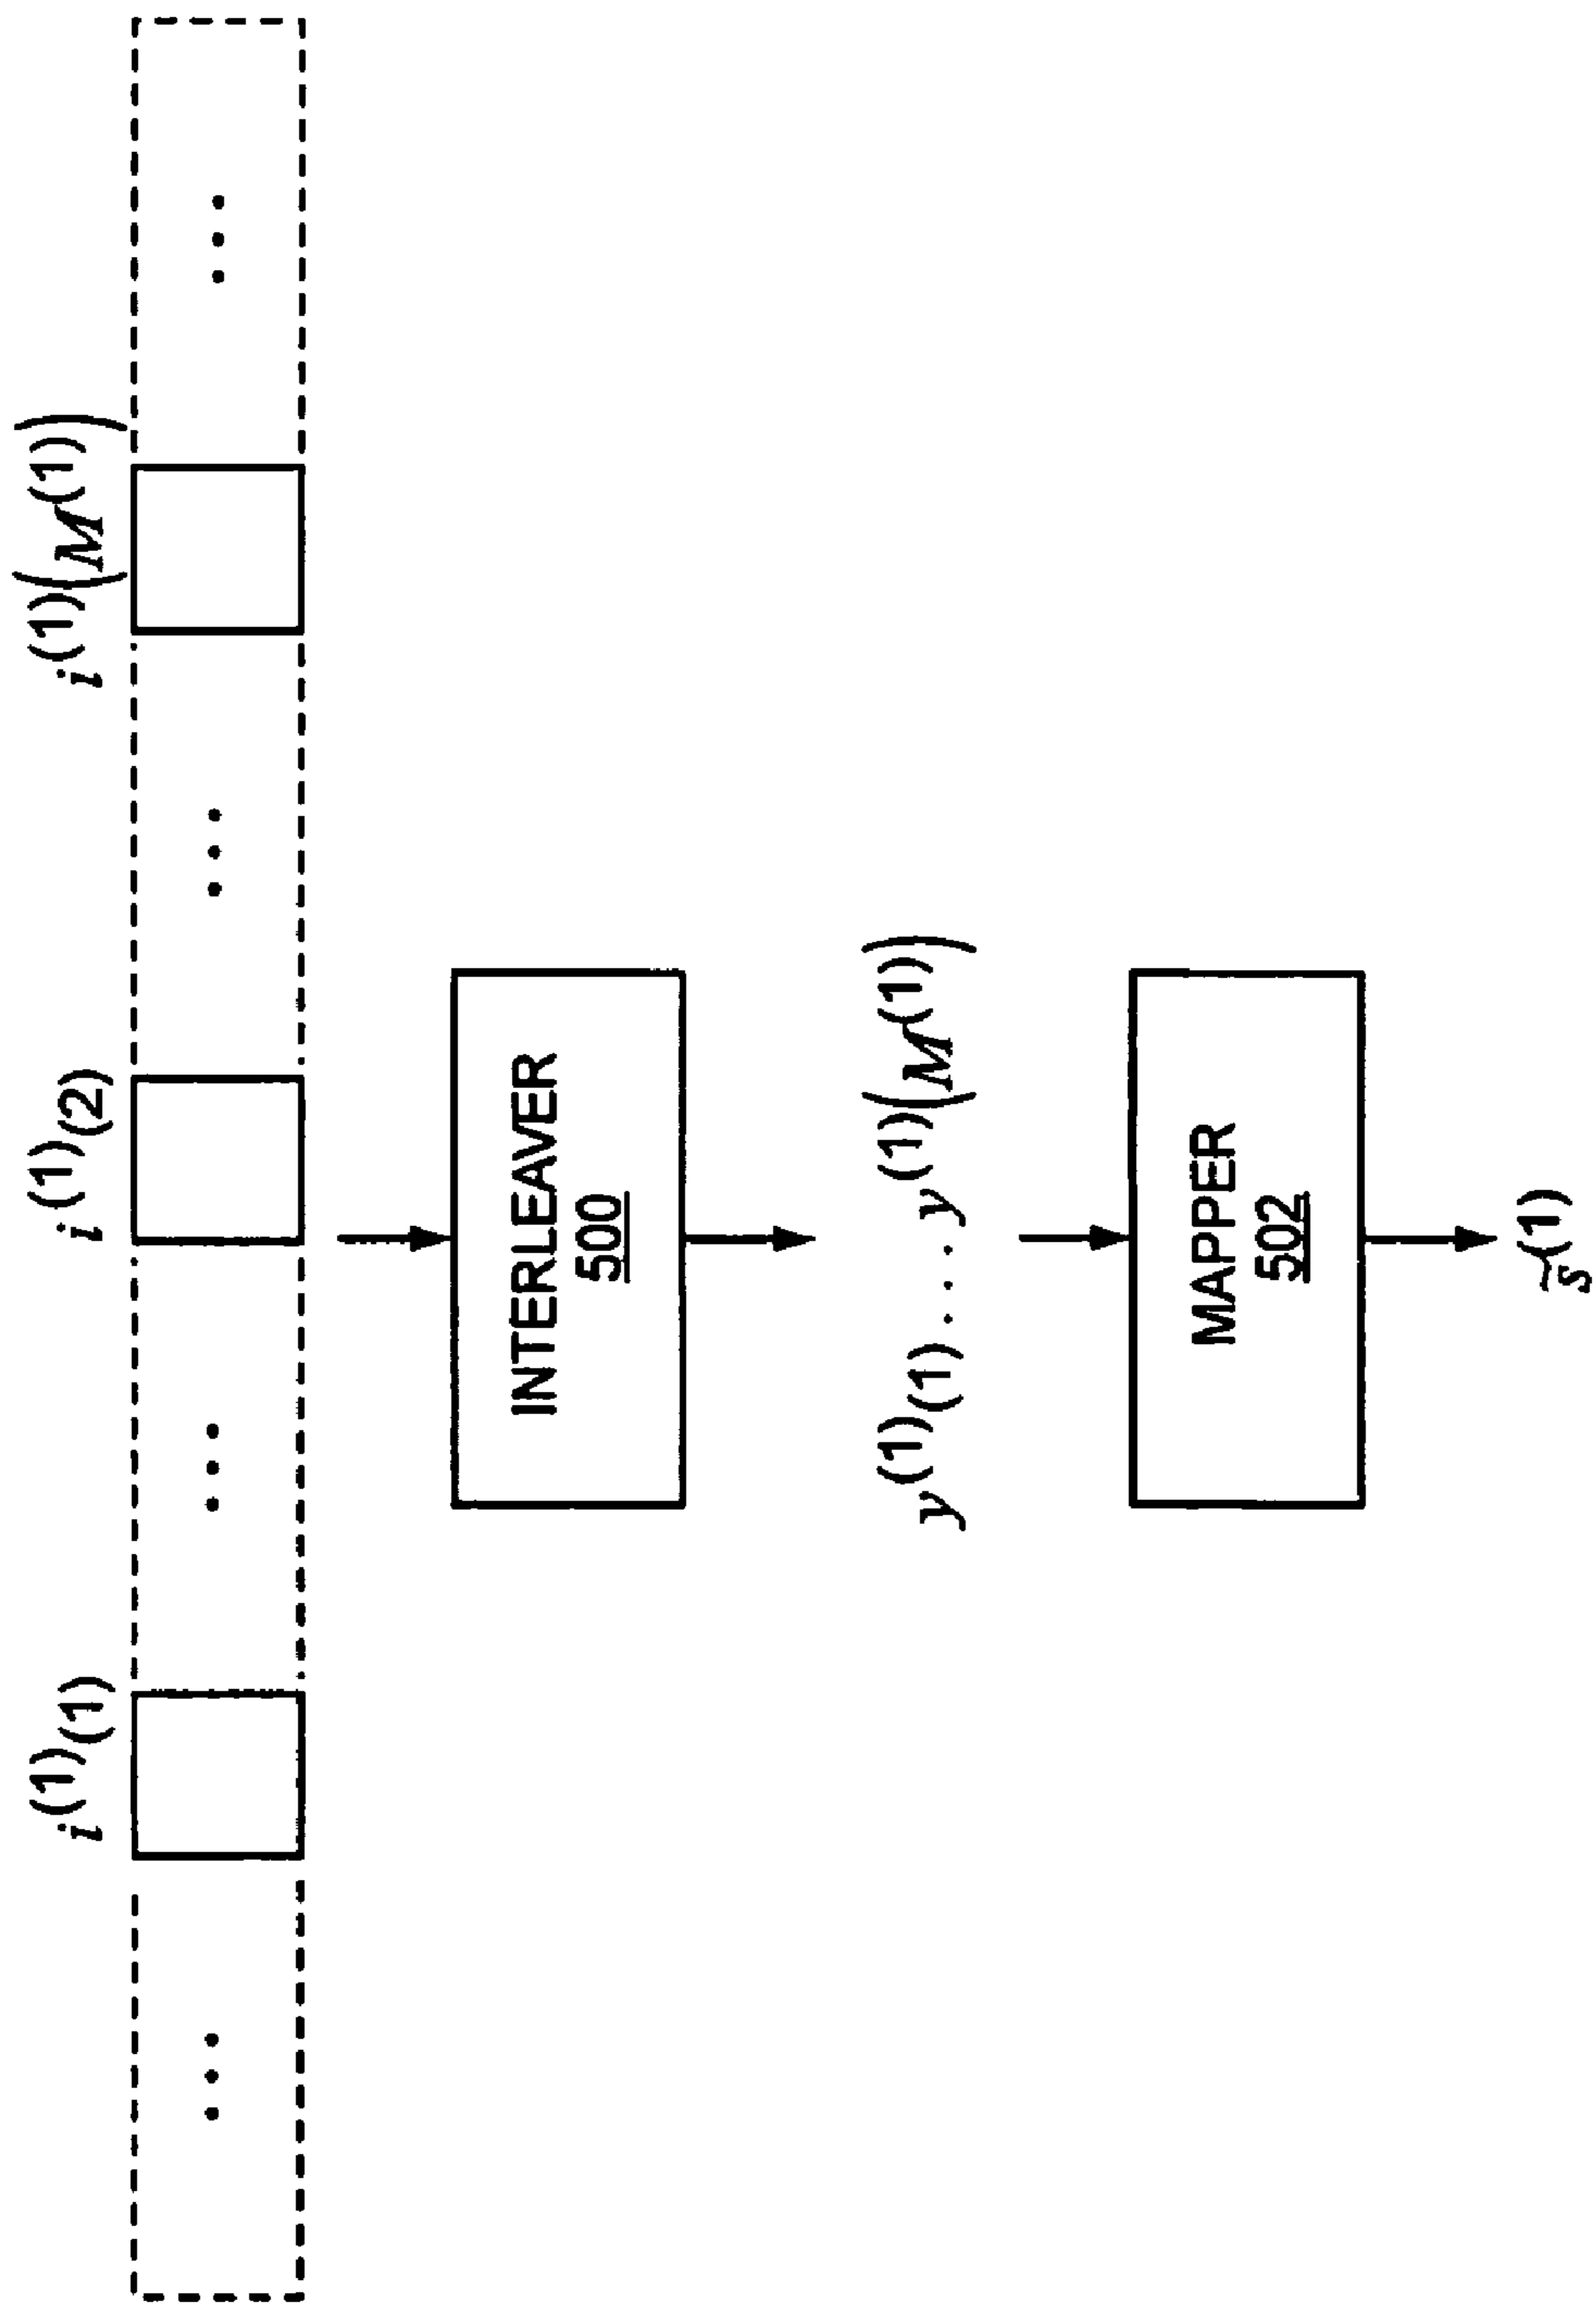 i⁽¹⁾(1) i⁽¹⁾(2) i⁽¹⁾(M⁽¹⁾)
... ... ... ...
INTERLEAVER
500
y⁽¹⁾(1) . . . y⁽¹⁾(M⁽¹⁾)
MAPPER
502
s̃⁽¹⁾